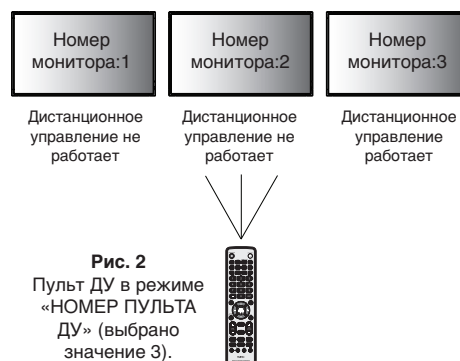 Номер
монитора:1
Номер
монитора:2
Номер
монитора:3
Дистанционное
управление не
работает
Дистанционное
управление не
работает
Дистанционное
управление
работает
Рис. 2
Пульт ДУ в режиме
«НОМЕР ПУЛЬТА
ДУ» (выбрано
значение 3).